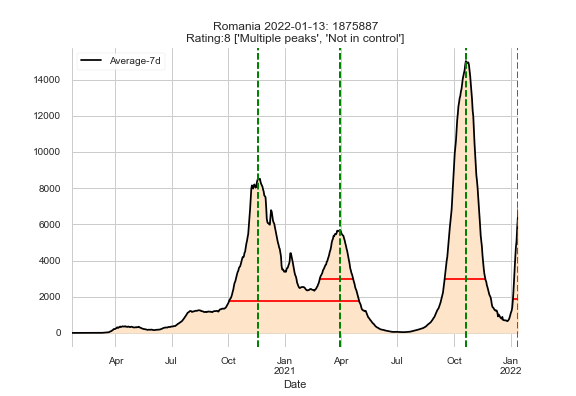 Romania 2022-01-13: 1875887
Rating:8 ['Multiple peaks', 'Not in control']
Average-7d
14000
12000
10000
8000
6000
4000
2000
0
Apr Jul Oct Jan Apr Jul Oct Jan
2021 2022
Date